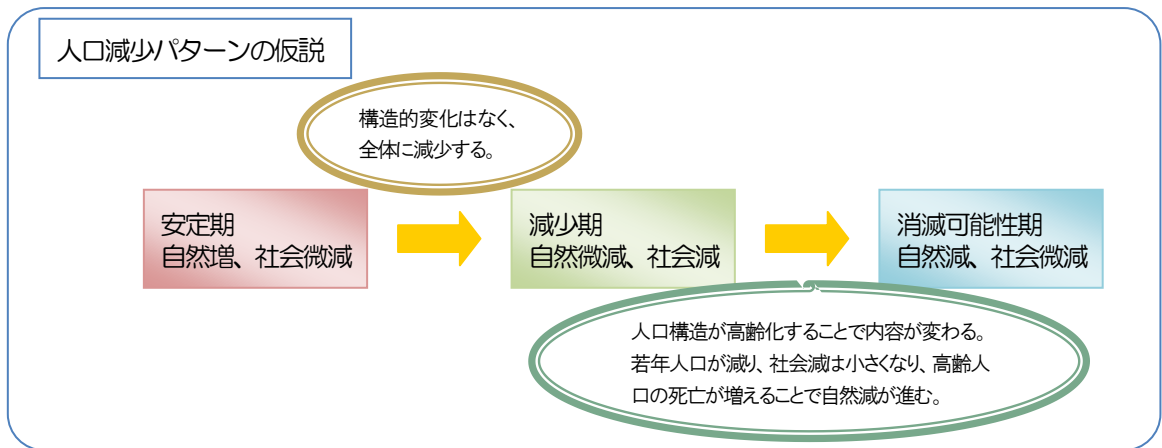 人口減少パターンの仮説
構造的変化はなく、
全体に減少する。
安定期
自然増、社会微減
減少期
自然微減、社会減
消滅可能性期
自然減、社会微減
人口構造が高齢化することで内容が変わる。
若年人口が減り、社会減は小さくなり、高齢人
口の死亡が増えることで自然減が進む。